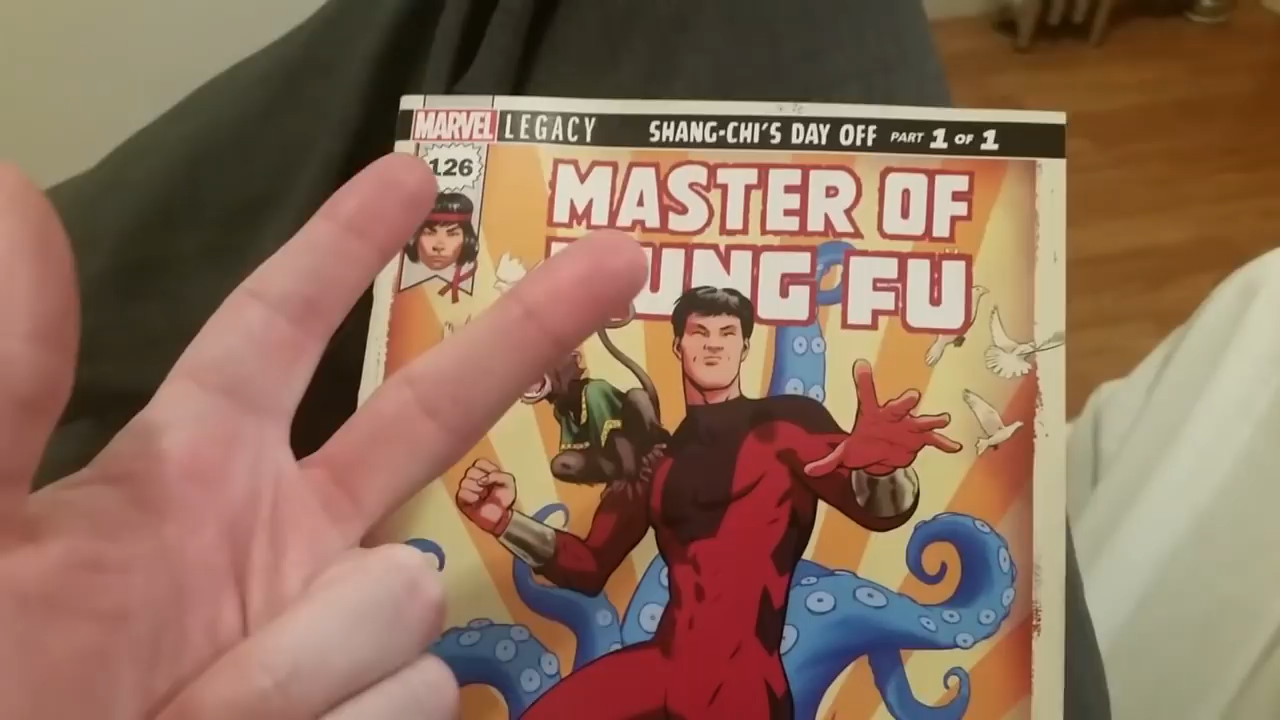 MARVEL LEGACY SHANG-CHI'S DAY OFF PART 1 OF 1
126
MASTER OF
KUNG FU